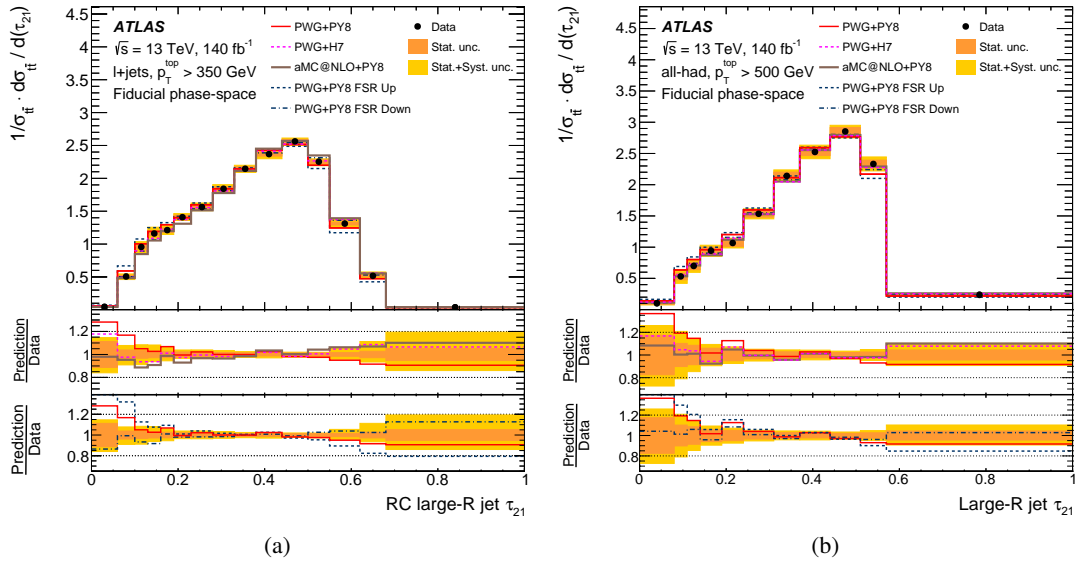 ATLAS
√s = 13 TeV, 140 fb⁻¹
l+jets, p_T^top > 350 GeV
Fiducial phase-space
PWG+PY8
PWG+H7
aMC@NLO+PY8
PWG+PY8 FSR Up
PWG+PY8 FSR Down
Data
Stat. unc.
Stat.+Syst. unc.
1/σ_tt̄ · dσ_tt̄ / d(τ₂₁)
4.5
4
3.5
3
2.5
2
1.5
1
0.5
Prediction
Data
1.2
1
0.8
Prediction
Data
1.2
1
0.8
0 0.2 0.4 0.6 0.8 1
RC large-R jet τ₂₁
(a)
ATLAS
√s = 13 TeV, 140 fb⁻¹
all-had, p_T^top > 500 GeV
Fiducial phase-space
PWG+PY8
PWG+H7
aMC@NLO+PY8
PWG+PY8 FSR Up
PWG+PY8 FSR Down
Data
Stat. unc.
Stat.+Syst. unc.
1/σ_tt̄ · dσ_tt̄ / d(τ₂₁)
4.5
4
3.5
3
2.5
2
1.5
1
0.5
Prediction
Data
1.2
1
0.8
Prediction
Data
1.2
1
0.8
0 0.2 0.4 0.6 0.8 1
Large-R jet τ₂₁
(b)